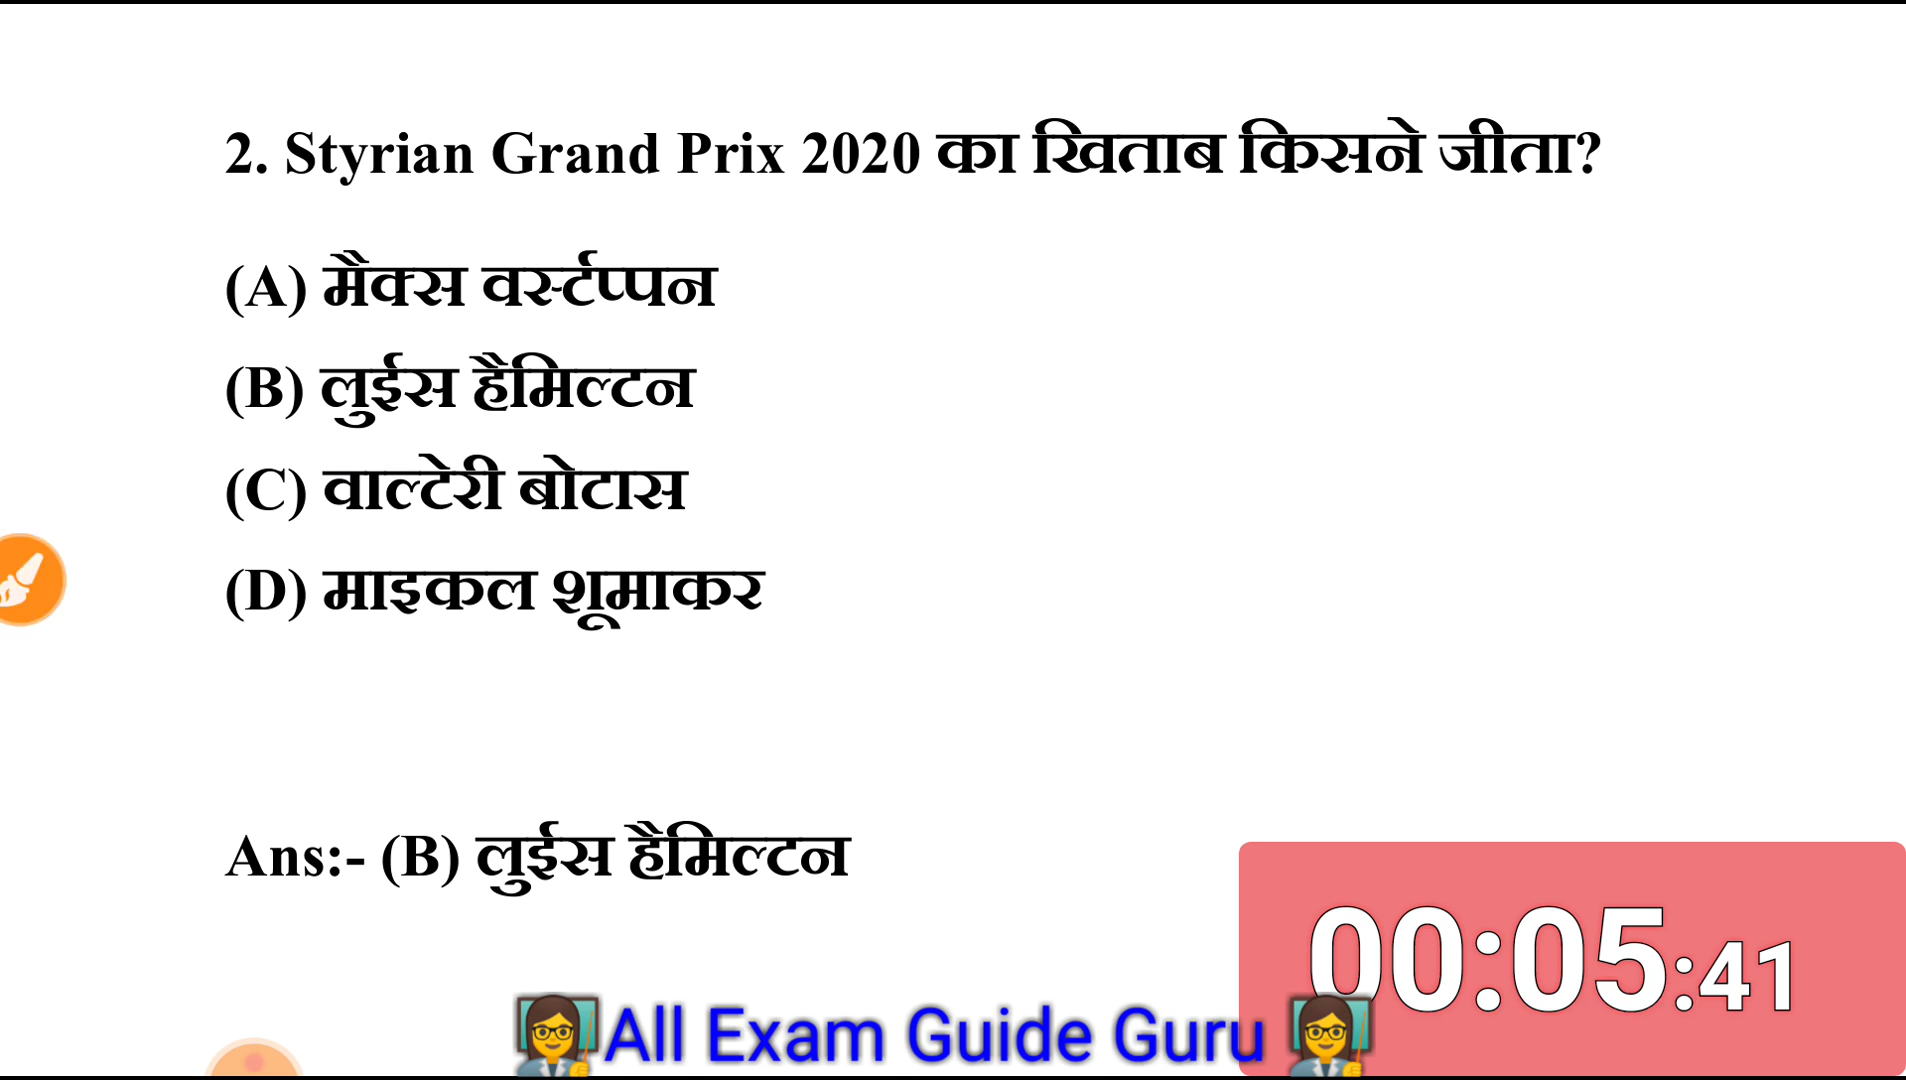 2. Styrian Grand Prix 2020 का खिताब किसने जीता?
(A) मैक्स वर्स्टप्पन
(B) लुईस हैमिल्टन
(C) वाल्टेरी बोटास
(D) माइकल शूमाकर
Ans:- (B) लुईस हैमिल्टन
00:05:41
All Exam Guide Guru